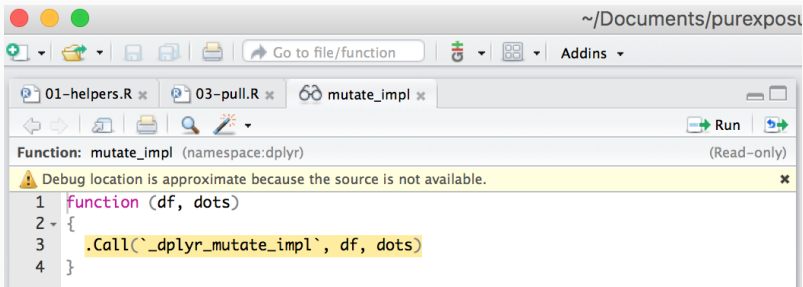 ~/Documents/purexposu
Go to file/function
Addins
01-helpers.R
03-pull.R
mutate_impl
Run
Function: mutate_impl (namespace:dplyr)
(Read-only)
Debug location is approximate because the source is not available.
1 function (df, dots)
2 {
3 .Call(`_dplyr_mutate_impl`, df, dots)
4 }